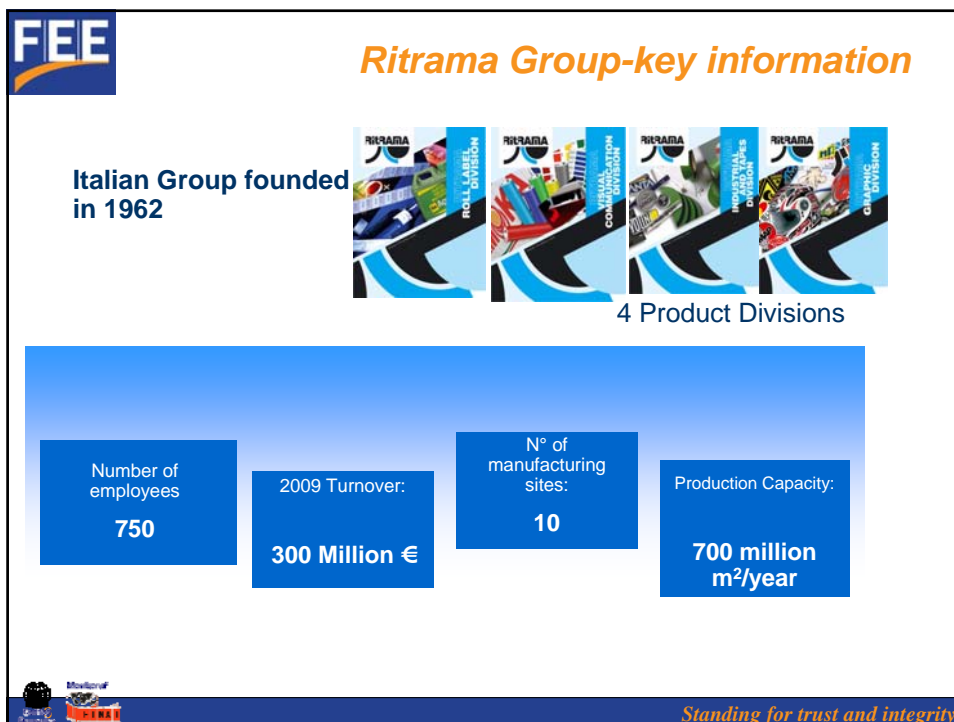 FEE
Ritrama Group-key information
Italian Group founded
in 1962
RITRAMA
ROLL LABEL
DIVISION
RITRAMA
VISUAL
COMMUNICATION
DIVISION
RITRAMA
INDUSTRIAL
AND TAPES
DIVISION
RITRAMA
GRAPHIC
DIVISION
4 Product Divisions
Number of
employees
750
2009 Turnover:
300 Million €
N° of
manufacturing
sites:
10
Production Capacity:
700 million
m²/year
Standing for trust and integrity